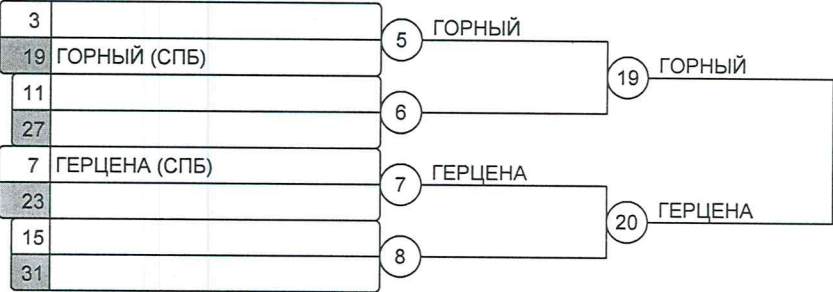 3
5 ГОРНЫЙ
19 ГОРНЫЙ (СПБ)
19 ГОРНЫЙ
11
6
27
7 ГЕРЦЕНА (СПБ)
7 ГЕРЦЕНА
23
20 ГЕРЦЕНА
15
8
31